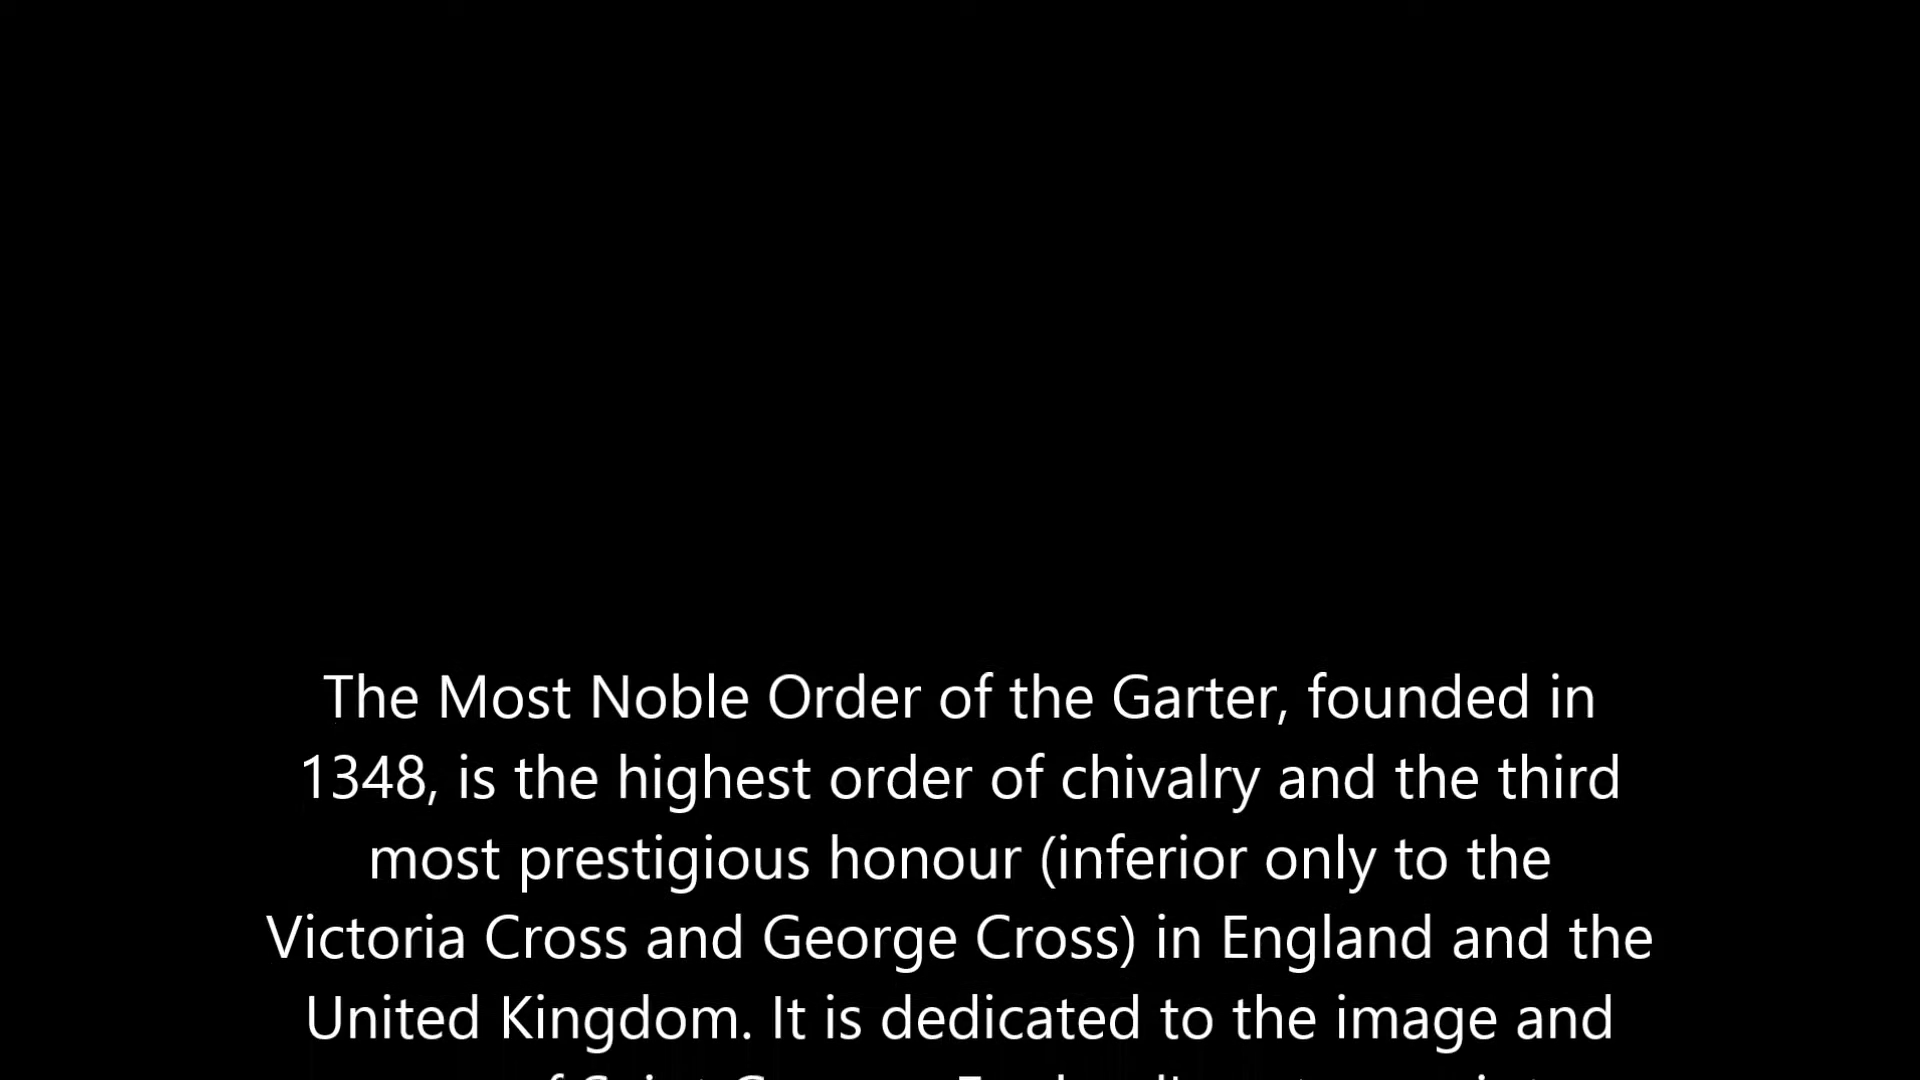 The Most Noble Order of the Garter, founded in
1348, is the highest order of chivalry and the third
most prestigious honour (inferior only to the
Victoria Cross and George Cross) in England and the
United Kingdom. It is dedicated to the image and